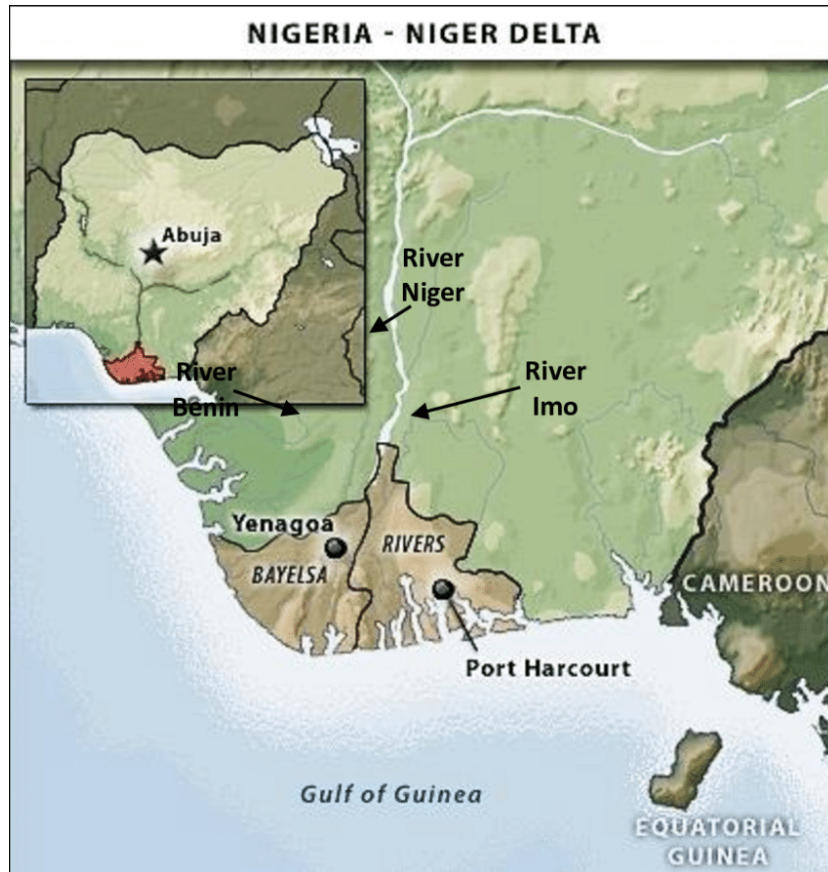 NIGERIA - NIGER DELTA
Abuja
River
Niger
River
Benin
River
Imo
Yenagoa
RIVERS
BAYELSA
CAMEROON
Port Harcourt
Gulf of Guinea
EQUATORIAL
GUINEA